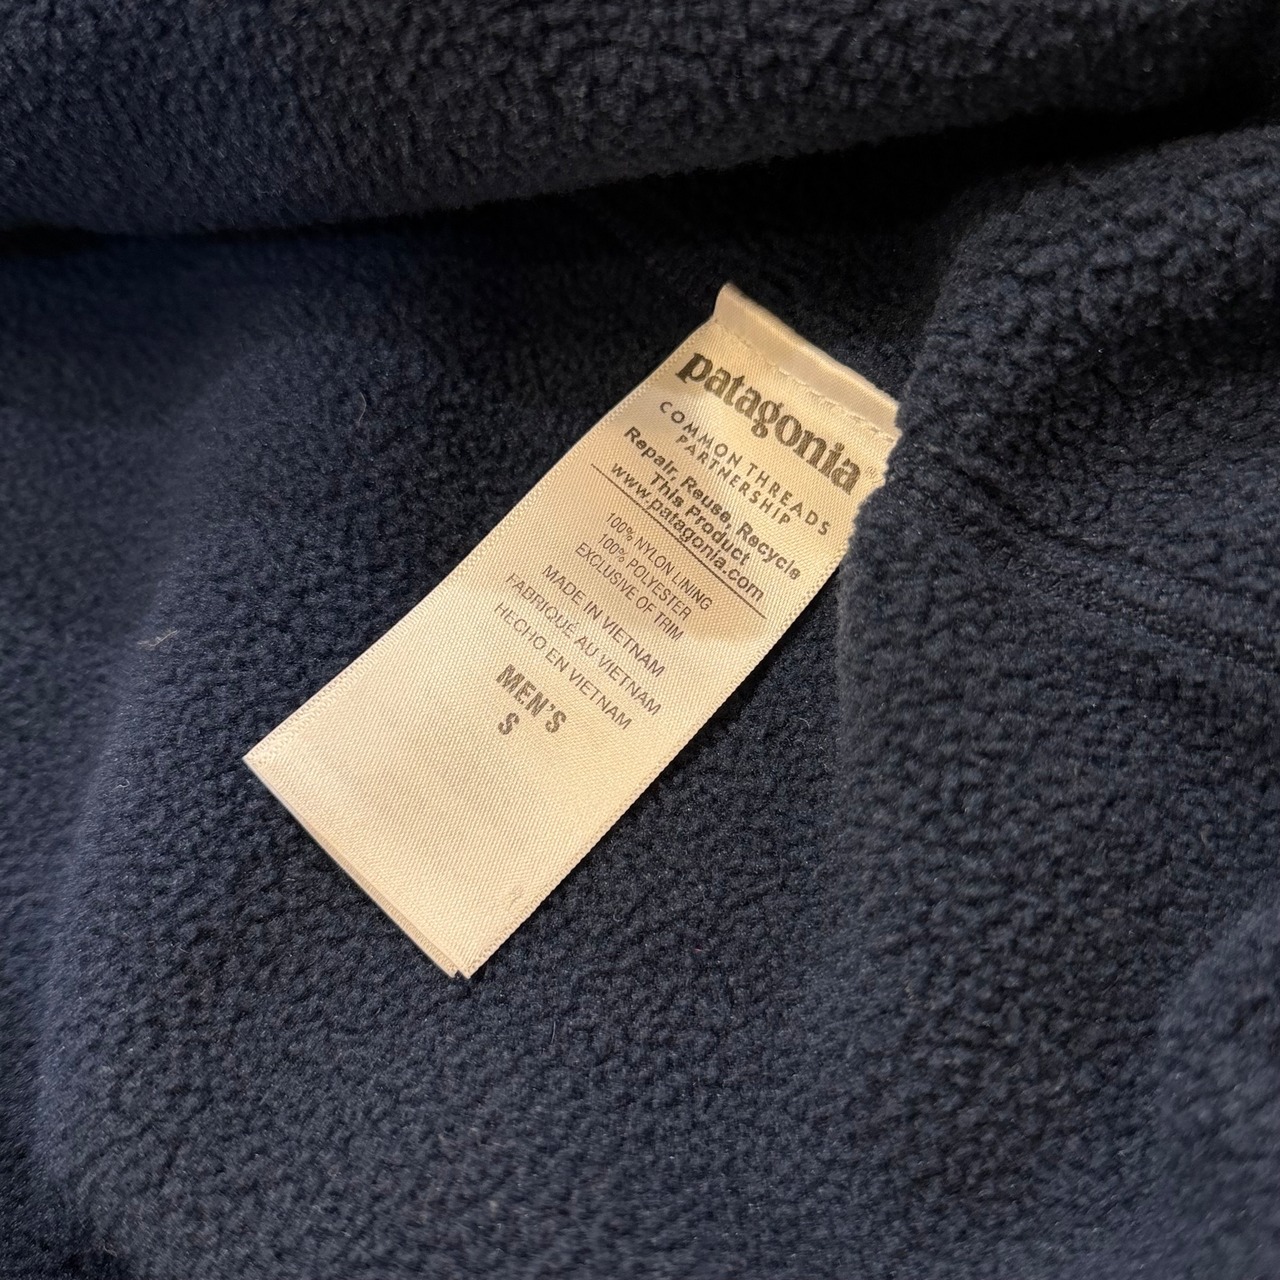 patagonia®
COMMON THREADS
PARTNERSHIP
Repair, Reuse, Recycle
This Product
www.patagonia.com
100% NYLON LINING
100% POLYESTER
EXCLUSIVE OF TRIM
MADE IN VIETNAM
FABRIQUÉ AU VIETNAM
HECHO EN VIETNAM
MEN'S
S